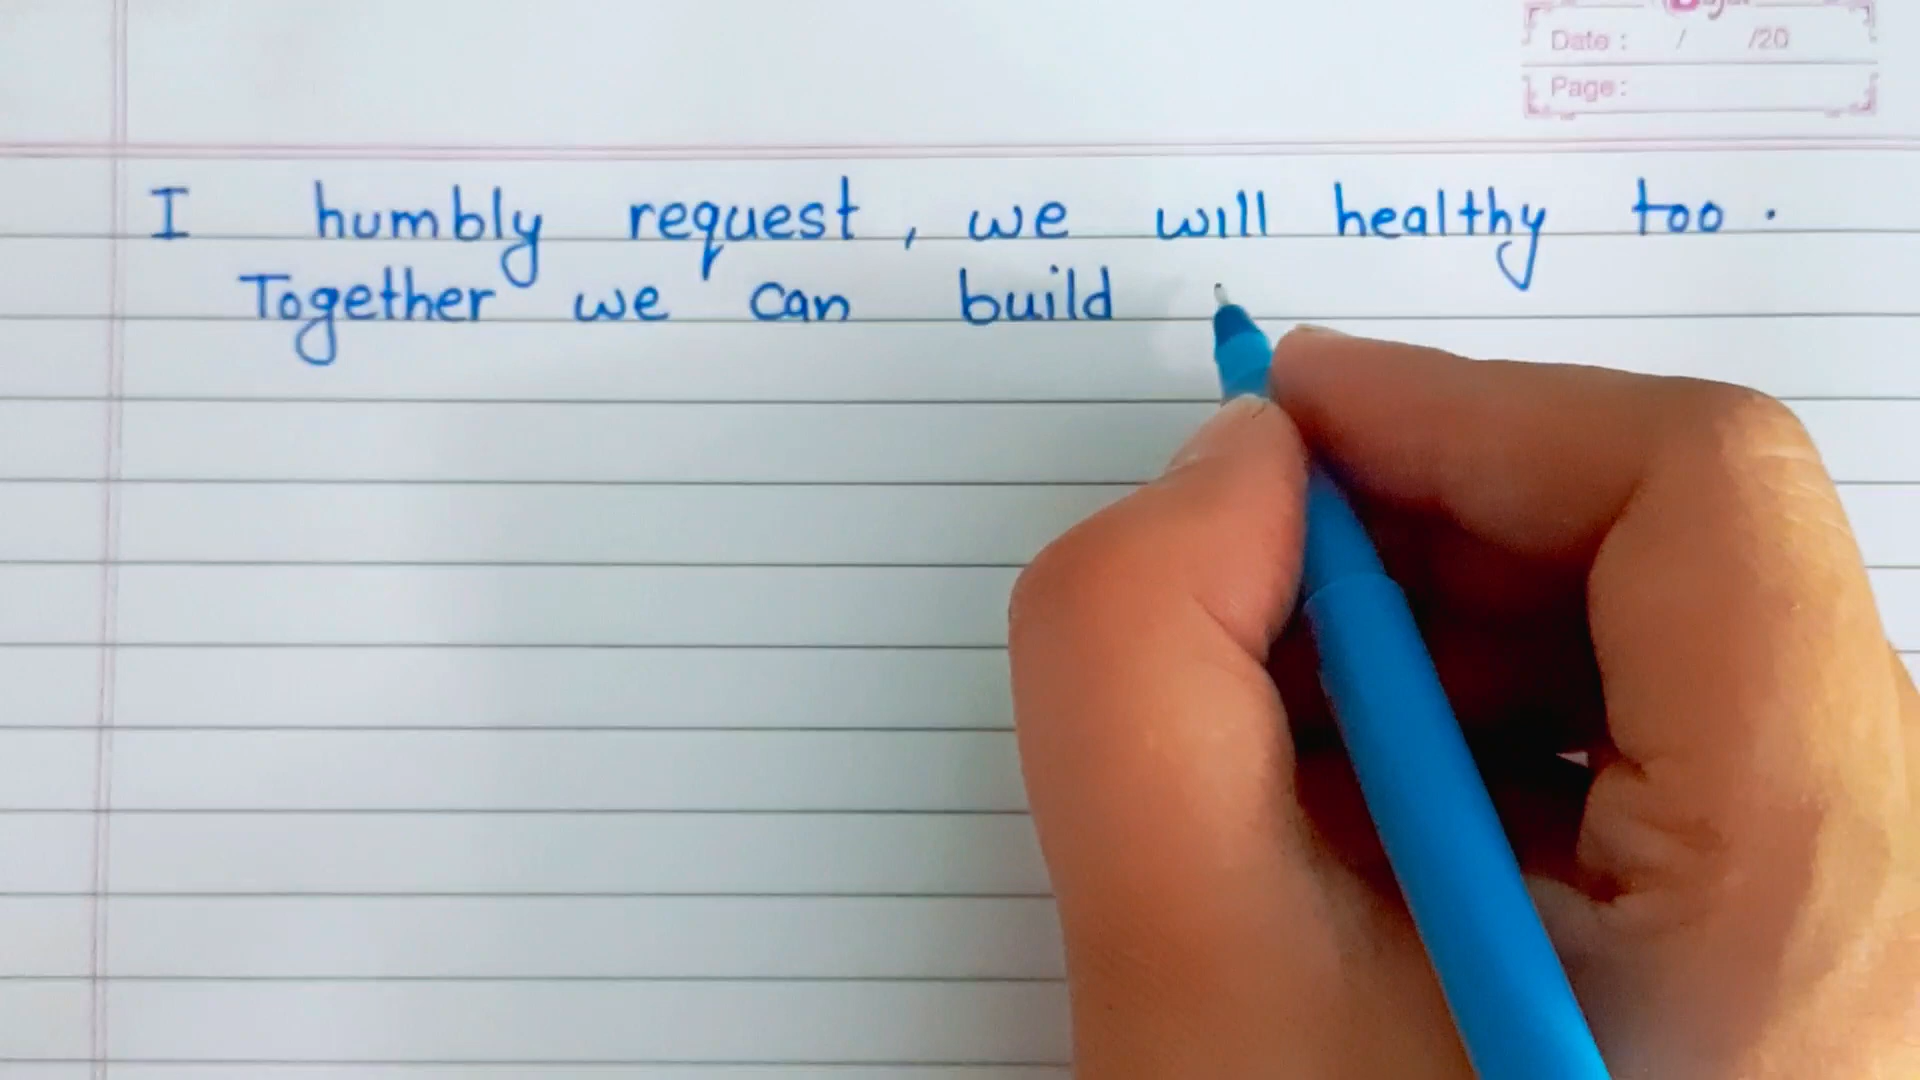 Date : / /20
Page :
I humbly request, we will healthy too.
Together we can build